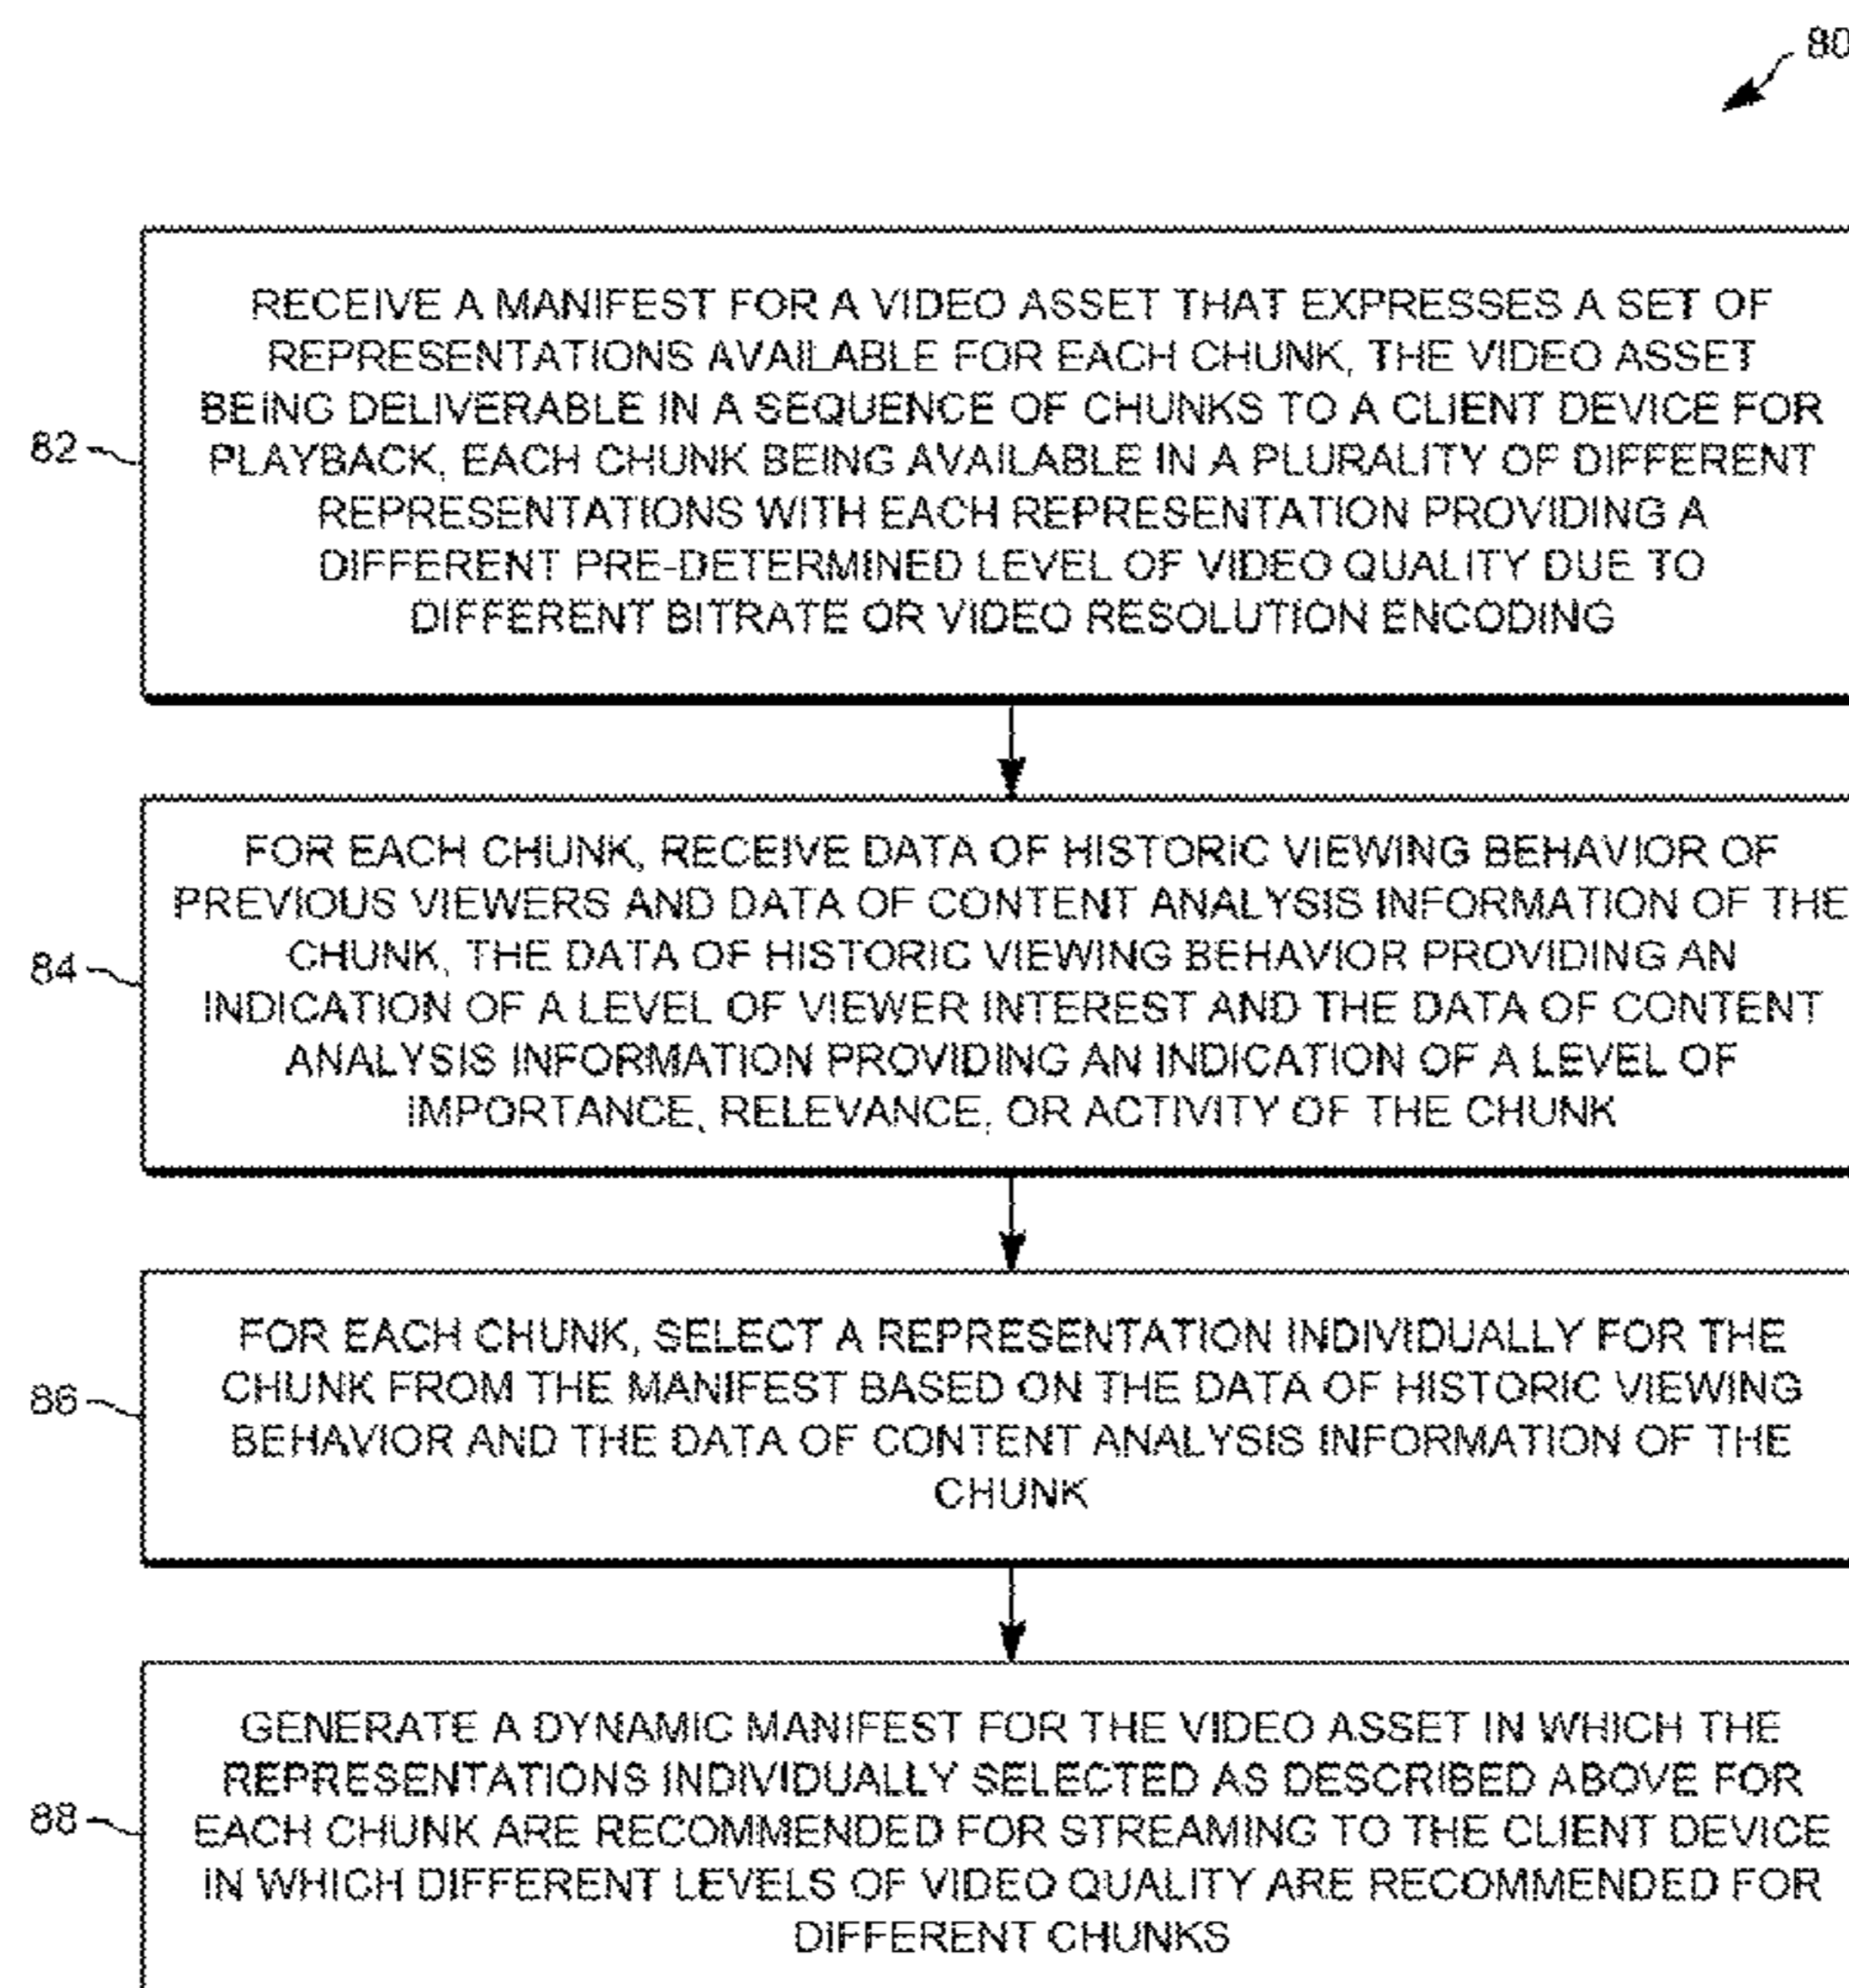 80
RECEIVE A MANIFEST FOR A VIDEO ASSET THAT EXPRESSES A SET OF
REPRESENTATIONS AVAILABLE FOR EACH CHUNK, THE VIDEO ASSET
BEING DELIVERABLE IN A SEQUENCE OF CHUNKS TO A CLIENT DEVICE FOR
82
PLAYBACK, EACH CHUNK BEING AVAILABLE IN A PLURALITY OF DIFFERENT
REPRESENTATIONS WITH EACH REPRESENTATION PROVIDING A
DIFFERENT PRE-DETERMINED LEVEL OF VIDEO QUALITY DUE TO
DIFFERENT BITRATE OR VIDEO RESOLUTION ENCODING
FOR EACH CHUNK, RECEIVE DATA OF HISTORIC VIEWING BEHAVIOR OF
PREVIOUS VIEWERS AND DATA OF CONTENT ANALYSIS INFORMATION OF THE
84
CHUNK, THE DATA OF HISTORIC VIEWING BEHAVIOR PROVIDING AN
INDICATION OF A LEVEL OF VIEWER INTEREST AND THE DATA OF CONTENT
ANALYSIS INFORMATION PROVIDING AN INDICATION OF A LEVEL OF
IMPORTANCE, RELEVANCE, OR ACTIVITY OF THE CHUNK
FOR EACH CHUNK, SELECT A REPRESENTATION INDIVIDUALLY FOR THE
86
CHUNK FROM THE MANIFEST BASED ON THE DATA OF HISTORIC VIEWING
BEHAVIOR AND THE DATA OF CONTENT ANALYSIS INFORMATION OF THE
CHUNK
GENERATE A DYNAMIC MANIFEST FOR THE VIDEO ASSET IN WHICH THE
REPRESENTATIONS INDIVIDUALLY SELECTED AS DESCRIBED ABOVE FOR
88
EACH CHUNK ARE RECOMMENDED FOR STREAMING TO THE CLIENT DEVICE
IN WHICH DIFFERENT LEVELS OF VIDEO QUALITY ARE RECOMMENDED FOR
DIFFERENT CHUNKS